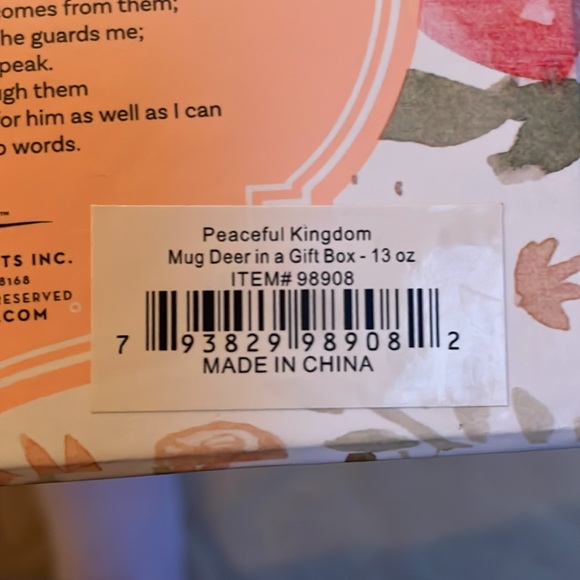 comes from them;
he guards me;
peak.
ugh them
or him as well as I can
o words.
™
TS INC.
8168
RESERVED
.COM
Peaceful Kingdom
Mug Deer in a Gift Box - 13 oz
ITEM# 98908
7 93829 98908 2
MADE IN CHINA